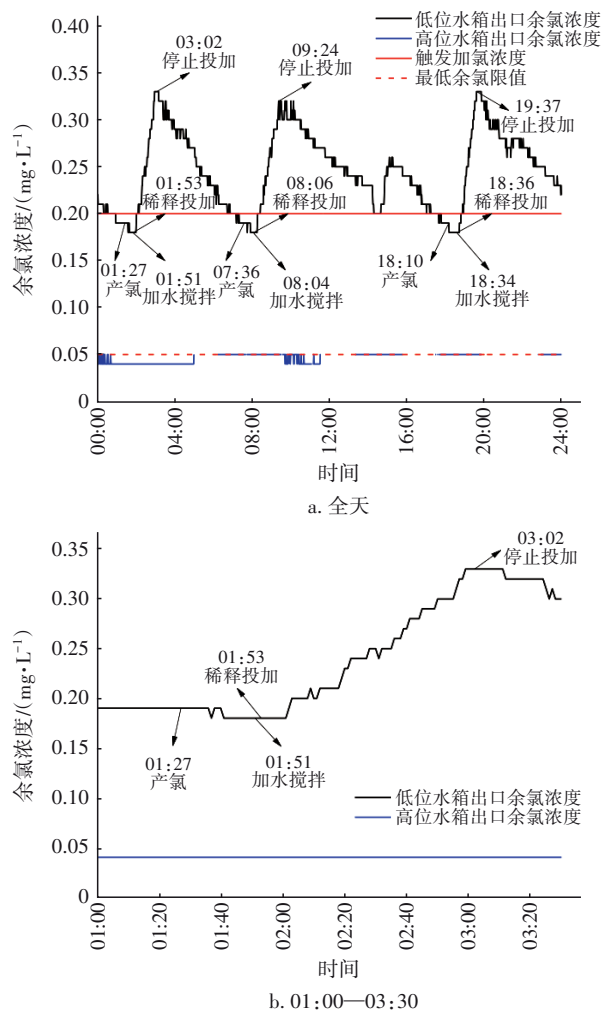 0.40
0.35
0.30
0.25
0.20
0.15
0.10
0.05
0
余氯浓度/(mg·L⁻¹)
低位水箱出口余氯浓度
高位水箱出口余氯浓度
触发加氯浓度
最低余氯限值
03:02
停止投加
09:24
停止投加
19:37
停止投加
01:53
稀释投加
08:06
稀释投加
18:36
稀释投加
01:27
产氯
01:51
加水搅拌
07:36
产氯
08:04
加水搅拌
18:10
产氯
18:34
加水搅拌
00:00
04:00
08:00
12:00
16:00
20:00
24:00
时间
a. 全天
0.35
0.30
0.25
0.20
0.15
0.10
0.05
0
余氯浓度/(mg·L⁻¹)
03:02
停止投加
01:53
稀释投加
01:27
产氯
01:51
加水搅拌
低位水箱出口余氯浓度
高位水箱出口余氯浓度
01:00
01:20
01:40
02:00
02:20
02:40
03:00
03:20
时间
b. 01:00—03:30